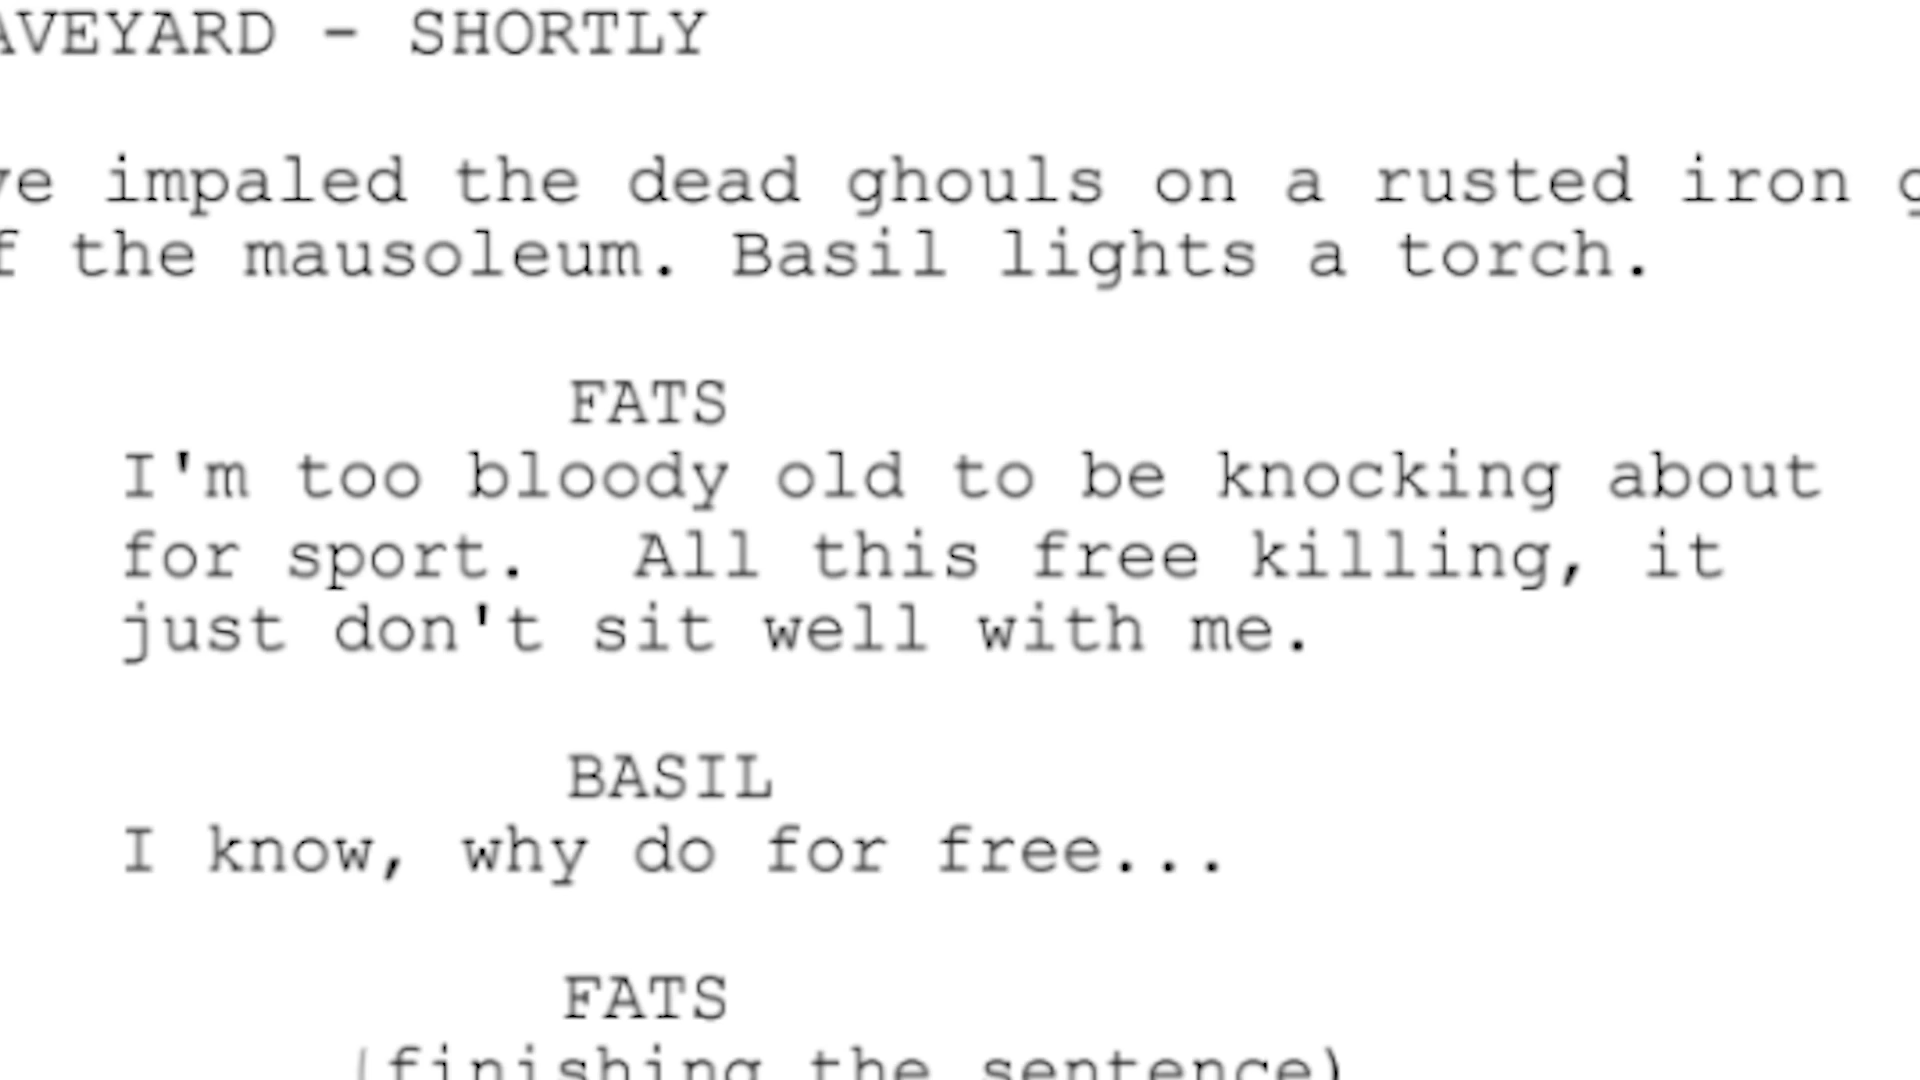 AVEYARD - SHORTLY
ve impaled the dead ghouls on a rusted iron g
f the mausoleum. Basil lights a torch.
FATS
I'm too bloody old to be knocking about
for sport.  All this free killing, it
just don't sit well with me.
BASIL
I know, why do for free...
FATS
(finishing the sentence)